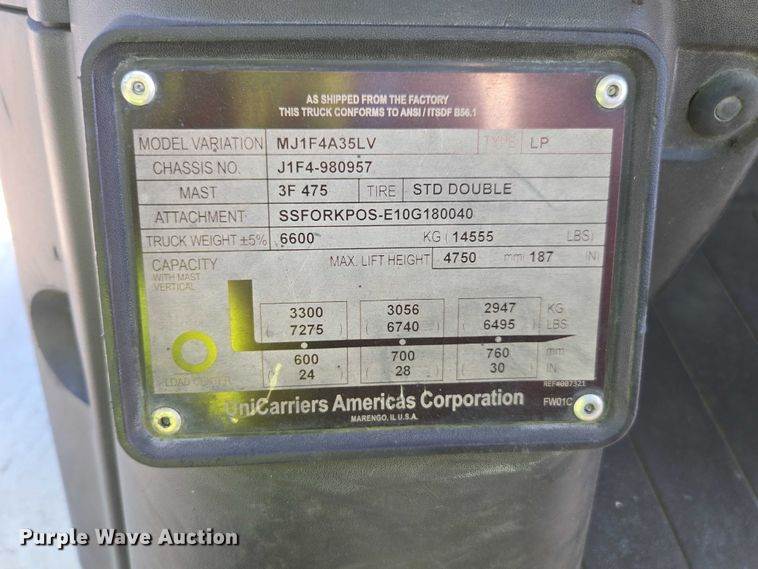 AS SHIPPED FROM THE FACTORY
THIS TRUCK CONFORMS TO ANSI / ITSDF B56.1
MODEL VARIATION MJ1F4A35LV TYPE LP
CHASSIS NO. J1F4-980957
MAST 3F 475 TIRE STD DOUBLE
ATTACHMENT SSFORKPOS-E10G180040
TRUCK WEIGHT ±5% 6600 KG ( 14555 LBS)
CAPACITY MAX. LIFT HEIGHT 4750 mm( 187 IN)
WITH MAST
VERTICAL
3300 3056 2947 KG
( 7275 ) ( 6740 ) ( 6495 ) LBS
600 700 760 mm
( 24 ) ( 28 ) ( 30 ) IN
LOAD CENTER REF#007321
UniCarriers Americas Corporation FW01C
MARENGO, IL U.S.A.
Purple Wave Auction